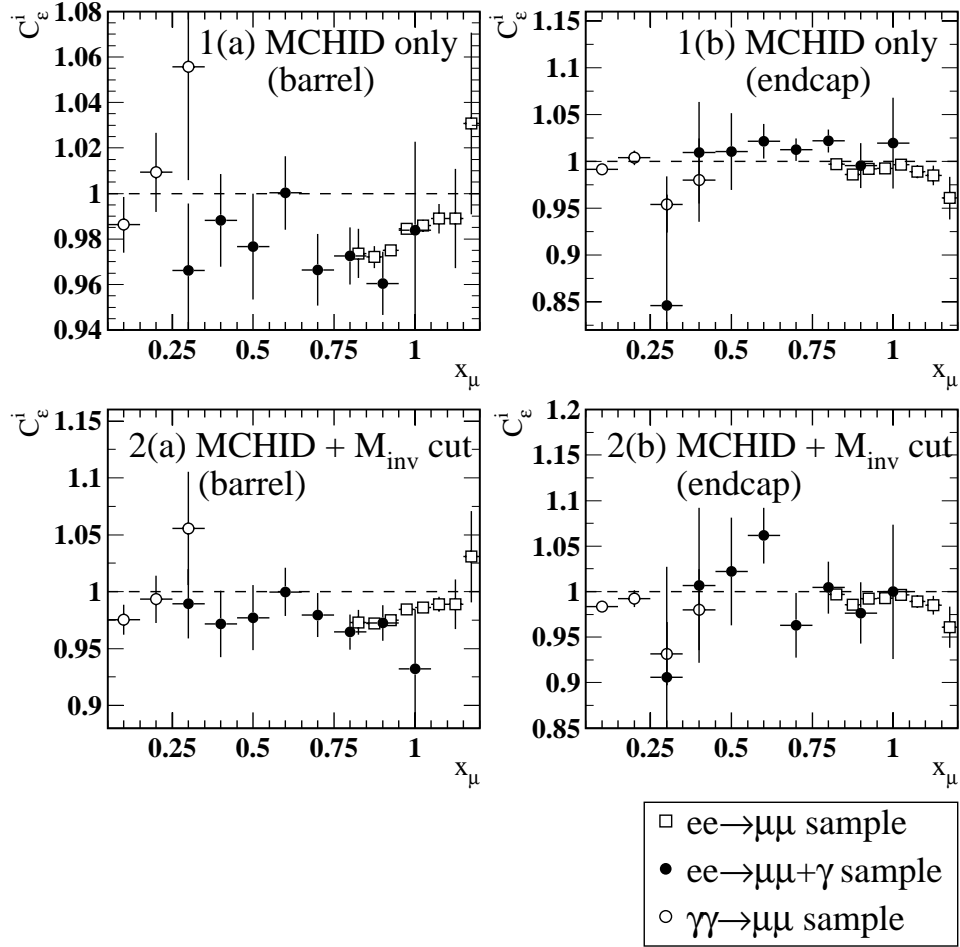 C^i_ε
1(a) MCHID only
(barrel)
1.08
1.06
1.04
1.02
1
0.98
0.96
0.94
0.25
0.5
0.75
1
x_μ
C^i_ε
1(b) MCHID only
(endcap)
1.15
1.1
1.05
1
0.95
0.9
0.85
0.25
0.5
0.75
1
x_μ
C^i_ε
2(a) MCHID + M_inv cut
(barrel)
1.15
1.1
1.05
1
0.95
0.9
0.25
0.5
0.75
1
x_μ
C^i_ε
2(b) MCHID + M_inv cut
(endcap)
1.2
1.15
1.1
1.05
1
0.95
0.9
0.85
0.25
0.5
0.75
1
x_μ
ee→μμ sample
ee→μμ+γ sample
γγ→μμ sample